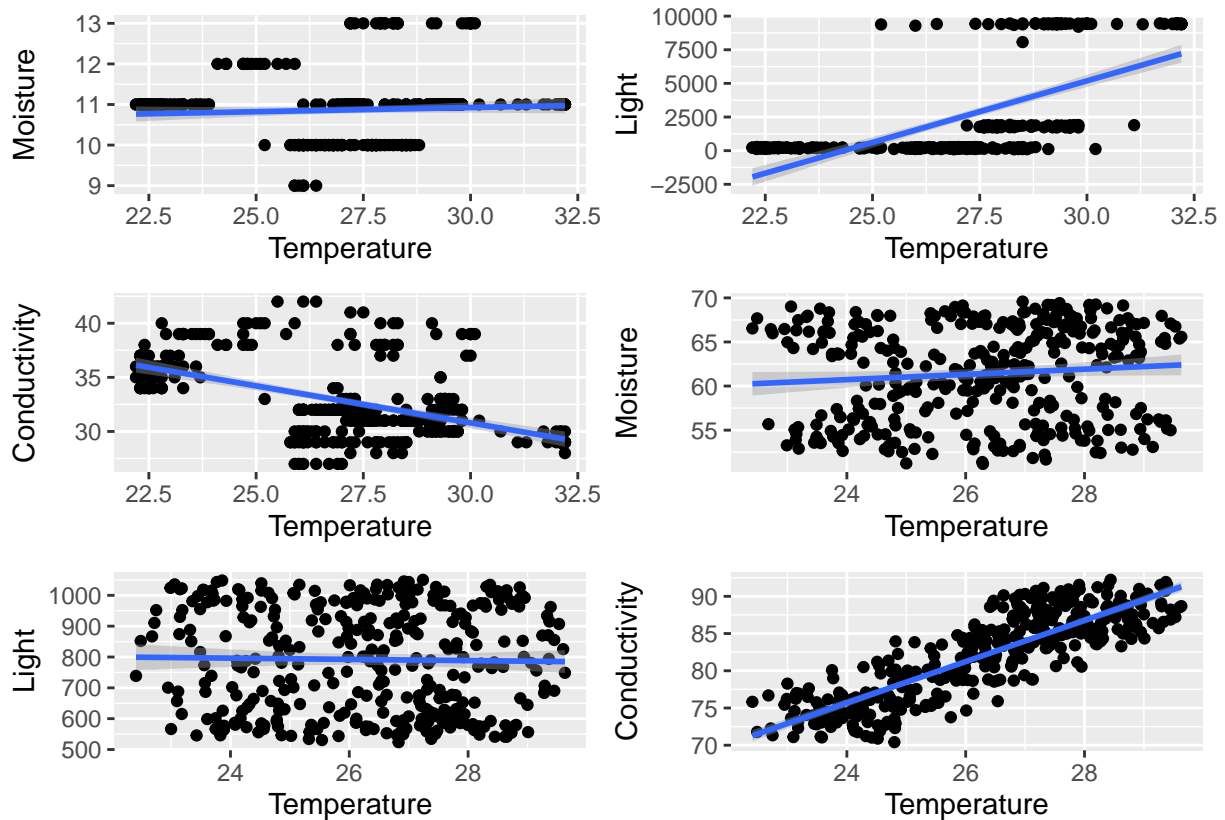 Moisture
13
12
11
10
9
22.5 25.0 27.5 30.0 32.5
Temperature
Light
10000
7500
5000
2500
0
−2500
22.5 25.0 27.5 30.0 32.5
Temperature
Conductivity
40
35
30
22.5 25.0 27.5 30.0 32.5
Temperature
Moisture
70
65
60
55
24 26 28
Temperature
Light
1000
900
800
700
600
500
24 26 28
Temperature
Conductivity
90
85
80
75
70
24 26 28
Temperature